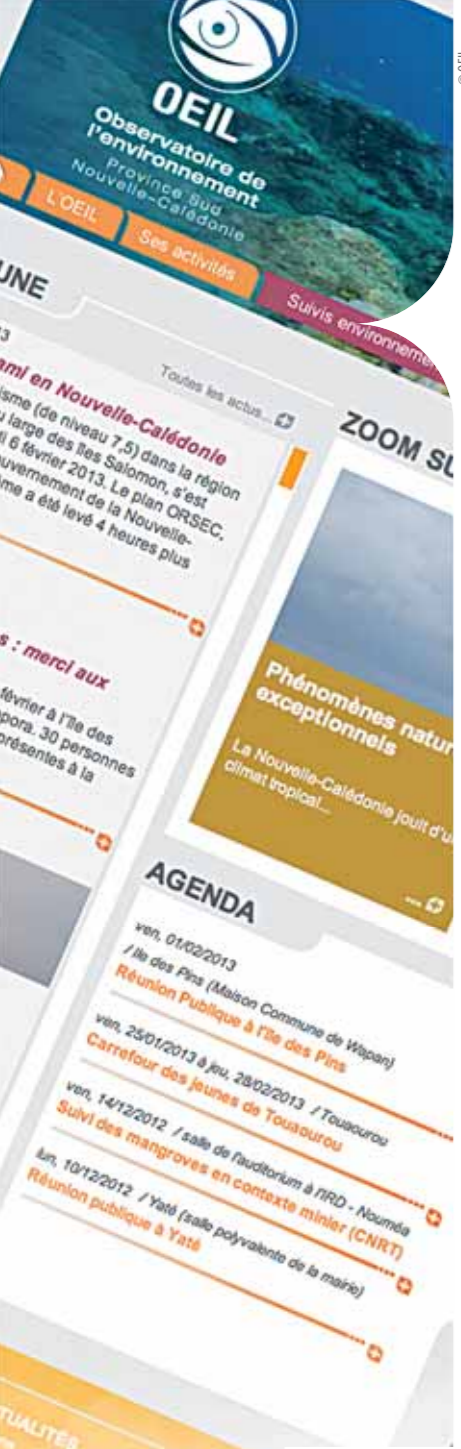 © OEIL
OEIL
Observatoire de
l'environnement
Province Sud
Nouvelle-Calédonie
L'OEIL
Ses activités
Suivis environneme
UNE
Toutes les actus...
en Nouvelle-Calédonie
isme (de niveau 7,5) dans la région
u large des îles Salomon, s'est
di 6 février 2013. Le plan ORSEC,
ouvernement de la Nouvelle-
me a été levé 4 heures plus
s : merci aux
février à l'île des
apora. 30 personnes
présentes à la
ZOOM SU
Phénomènes natur
exceptionnels
La Nouvelle-Calédonie jouit d'u
climat tropical...
...
AGENDA
ven, 01/02/2013
/ Ile des Pins (Maison Commune de Wapan)
Réunion Publique à l'Ile des Pins
ven, 25/01/2013 à jeu, 28/02/2013 / Touaourou
Carrefour des jeunes de Touaourou
ven, 14/12/2012 / salle de l'auditorium à l'IRD - Nouméa
Suivi des mangroves en contexte minier (CNRT)
lun, 10/12/2012 / Yaté (salle polyvalente de la mairie)
Réunion publique à Yaté
TUALITÉS